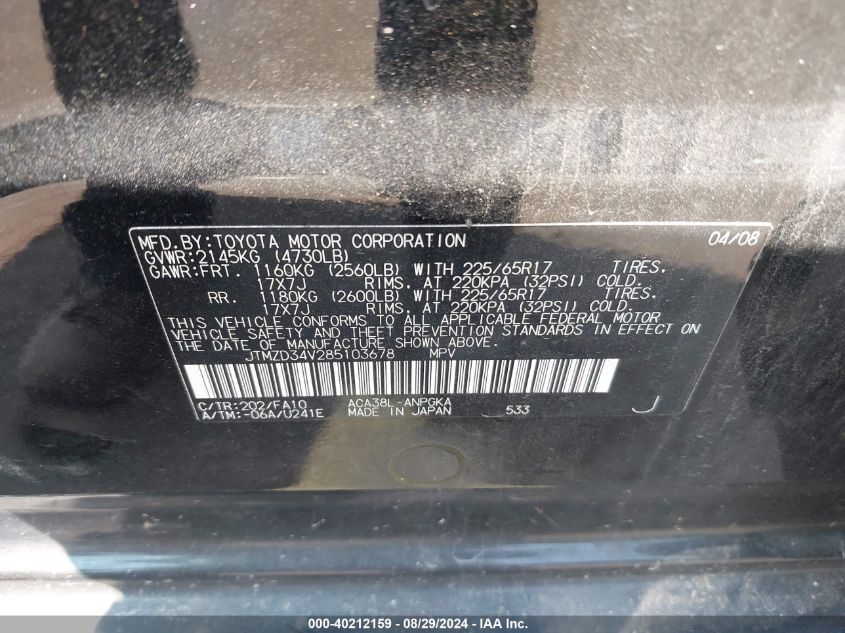 MFD.BY:TOYOTA MOTOR CORPORATION 04/08
GVWR:2145KG (4730LB)
GAWR:FRT. 1160KG (2560LB) WITH 225/65R17 TIRES.
17X7J RIMS. AT 220KPA (32PSI) COLD.
RR. 1180KG (2600LB) WITH 225/65R17 TIRES.
17X7J RIMS. AT 220KPA (32PSI) COLD.
THIS VEHICLE CONFORMS TO ALL APPLICABLE FEDERAL MOTOR
VEHICLE SAFETY AND THEFT PREVENTION STANDARDS IN EFFECT ON
THE DATE OF MANUFACTURE SHOWN ABOVE.
JTMZD34V285103678 MPV
C/TR:202/FA10 ACA38L-ANPGKA
A/TM:-06A/U241E MADE IN JAPAN 533 J
000-40212159 - 08/29/2024 - Copyright © 2024 IAA, Inc.